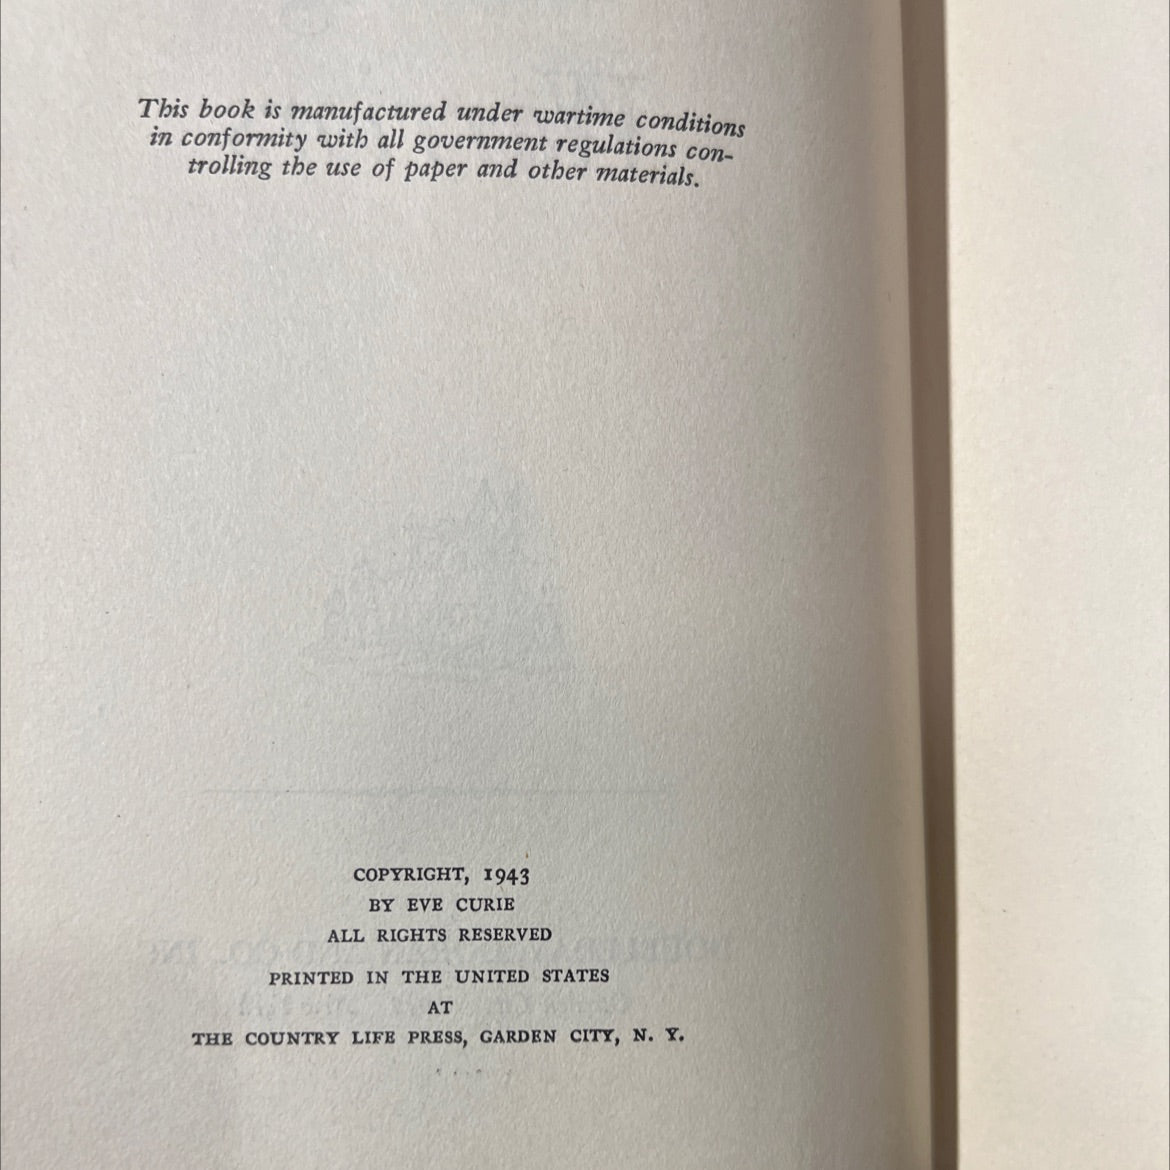 This book is manufactured under wartime conditions
in conformity with all government regulations con-
trolling the use of paper and other materials.
COPYRIGHT, 1943
BY EVE CURIE
ALL RIGHTS RESERVED
PRINTED IN THE UNITED STATES
AT
THE COUNTRY LIFE PRESS, GARDEN CITY, N. Y.